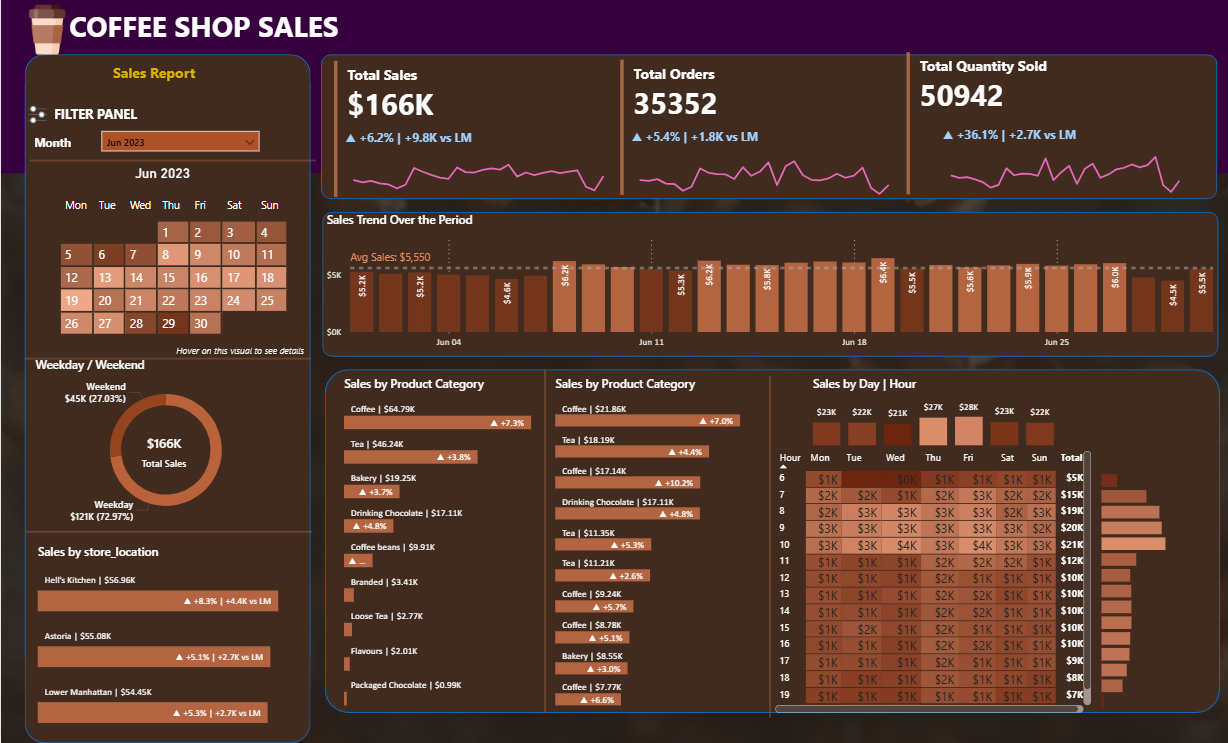 COFFEE SHOP SALES
Sales Report
FILTER PANEL
Month
Jun 2023
Jun 2023
Mon Tue Wed Thu Fri Sat Sun
1 2 3 4
5 6 7 8 9 10 11
12 13 14 15 16 17 18
19 20 21 22 23 24 25
26 27 28 29 30
Hover on this visual to see details
Weekday / Weekend
Weekend
$45K (27.03%)
$166K
Total Sales
Weekday
$121K (72.97%)
Sales by store_location
Hell's Kitchen | $56.96K
▲ +8.3% | +4.4K vs LM
Astoria | $55.08K
▲ +5.1% | +2.7K vs LM
Lower Manhattan | $54.45K
▲ +5.3% | +2.7K vs LM
Total Sales
$166K
▲ +6.2% | +9.8K vs LM
Total Orders
35352
▲ +5.4% | +1.8K vs LM
Total Quantity Sold
50942
▲ +36.1% | +2.7K vs LM
Sales Trend Over the Period
Avg Sales: $5,550
$5K
$0K
$5.2K $5.2K $4.6K $6.2K $5.3K $6.2K $5.8K $6.4K $5.5K $5.6K $5.9K $6.0K $4.5K $5.5K
Jun 04 Jun 11 Jun 18 Jun 25
Sales by Product Category
Coffee | $64.79K
▲ +7.3%
Tea | $46.24K
▲ +3.8%
Bakery | $19.25K
▲ +3.7%
Drinking Chocolate | $17.11K
▲ +4.8%
Coffee beans | $9.91K
▲ ...
Branded | $3.41K
Loose Tea | $2.77K
Flavours | $2.01K
Packaged Chocolate | $0.99K
Sales by Product Category
Coffee | $21.86K
▲ +7.0%
Tea | $18.19K
▲ +4.4%
Coffee | $17.14K
▲ +10.2%
Drinking Chocolate | $17.11K
▲ +4.8%
Tea | $11.35K
▲ +5.3%
Tea | $11.21K
▲ +2.6%
Coffee | $9.24K
▲ +5.7%
Coffee | $8.78K
▲ +5.1%
Bakery | $8.55K
▲ +3.0%
Coffee | $7.77K
▲ +6.6%
Sales by Day | Hour
$23K $22K $21K $27K $28K $23K $22K
Hour Mon Tue Wed Thu Fri Sat Sun Total
6 $1K $0K $1K $1K $1K $1K $5K
7 $2K $2K $1K $2K $3K $2K $2K $15K
8 $2K $3K $3K $3K $3K $2K $3K $19K
9 $3K $3K $3K $3K $3K $3K $2K $20K
10 $3K $3K $4K $3K $4K $3K $3K $21K
11 $1K $1K $1K $2K $2K $2K $1K $12K
12 $1K $1K $1K $1K $1K $1K $1K $10K
13 $1K $1K $1K $2K $1K $1K $1K $10K
14 $1K $1K $1K $2K $2K $1K $1K $10K
15 $1K $2K $1K $2K $2K $1K $1K $10K
16 $1K $1K $1K $2K $2K $1K $1K $10K
17 $1K $1K $1K $2K $1K $1K $1K $9K
18 $1K $1K $1K $1K $1K $1K $1K $8K
19 $1K $1K $1K $1K $1K $1K $1K $7K